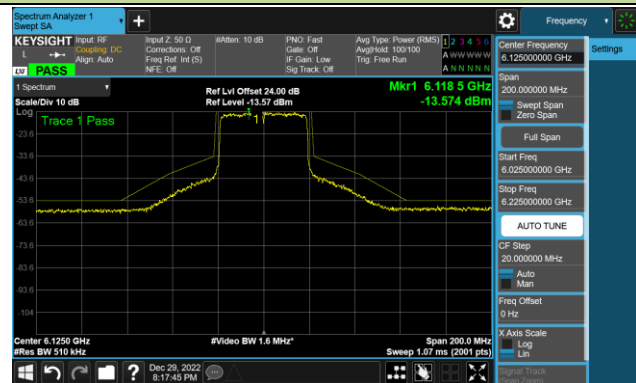 Spectrum Analyzer 1
Swept SA
Frequency
KEYSIGHT
L
LXI
PASS
Input: RF
Coupling: DC
Align: Auto
Input Z: 50 Ω
Corrections: Off
Freq Ref: Int (S)
NFE: Off
#Atten: 10 dB
PNO: Fast
Gate: Off
IF Gain: Low
Sig Track: Off
Avg Type: Power (RMS)
Avg|Hold: 100/100
Trig: Free Run
1 2 3 4 5 6
A W W W W W
A N N N N N
Center Frequency
6.125000000 GHz
Settings
Span
200.000000 MHz
Swept Span
Zero Span
Full Span
Start Freq
6.025000000 GHz
Stop Freq
6.225000000 GHz
AUTO TUNE
CF Step
20.000000 MHz
Auto
Man
Freq Offset
0 Hz
X Axis Scale
Log
Lin
Signal Track
1 Spectrum
Scale/Div 10 dB
Log
Ref Lvl Offset 24.00 dB
Ref Level -13.57 dBm
Mkr1 6.118 5 GHz
-13.574 dBm
Trace 1 Pass
1
-23.6
-33.6
-43.6
-53.6
-63.6
-73.6
-83.6
-93.6
-104
Center 6.1250 GHz
#Res BW 510 kHz
#Video BW 1.6 MHz*
Span 200.0 MHz
Sweep 1.07 ms (2001 pts)
?
Dec 29, 2022
8:17:45 PM